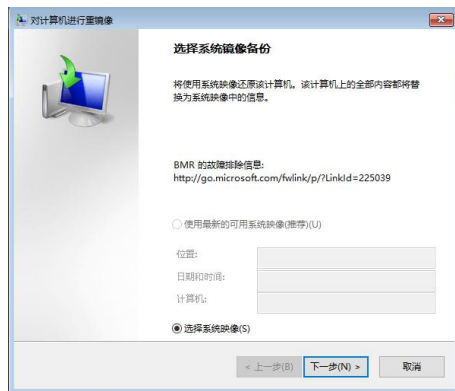 对计算机进行重镜像
选择系统镜像备份
将使用系统映像还原该计算机。该计算机上的全部内容都将替
换为系统映像中的信息。
BMR 的故障排除信息:
http://go.microsoft.com/fwlink/p/?LinkId=225039
使用最新的可用系统映像(推荐)(U)
位置:
日期和时间:
计算机:
选择系统映像(S)
< 上一步(B) 下一步(N) > 取消